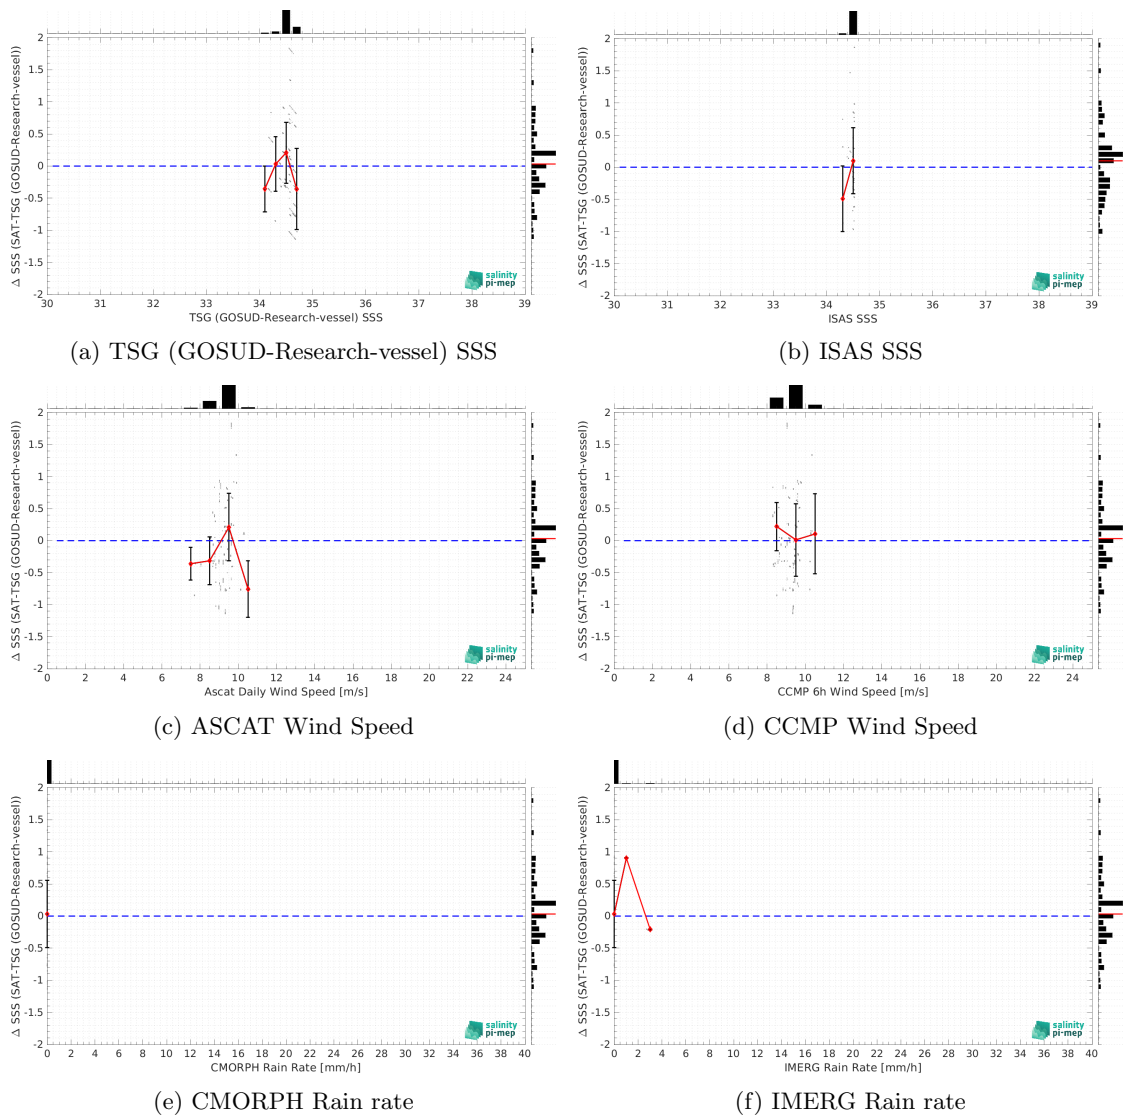 Δ SSS (SAT-TSG (GOSUD-Research-vessel))
2
1.5
1
0.5
0
-0.5
-1
-1.5
-2
30 31 32 33 34 35 36 37 38 39
TSG (GOSUD-Research-vessel) SSS
salinity
pi-mep
(a) TSG (GOSUD-Research-vessel) SSS
Δ SSS (SAT-TSG (GOSUD-Research-vessel))
2
1.5
1
0.5
0
-0.5
-1
-1.5
-2
30 31 32 33 34 35 36 37 38 39
ISAS SSS
salinity
pi-mep
(b) ISAS SSS
Δ SSS (SAT-TSG (GOSUD-Research-vessel))
2
1.5
1
0.5
0
-0.5
-1
-1.5
-2
0 2 4 6 8 10 12 14 16 18 20 22 24
Ascat Daily Wind Speed [m/s]
salinity
pi-mep
(c) ASCAT Wind Speed
Δ SSS (SAT-TSG (GOSUD-Research-vessel))
2
1.5
1
0.5
0
-0.5
-1
-1.5
-2
0 2 4 6 8 10 12 14 16 18 20 22 24
CCMP 6h Wind Speed [m/s]
salinity
pi-mep
(d) CCMP Wind Speed
Δ SSS (SAT-TSG (GOSUD-Research-vessel))
2
1.5
1
0.5
0
-0.5
-1
-1.5
-2
0 2 4 6 8 10 12 14 16 18 20 22 24 26 28 30 32 34 36 38 40
CMORPH Rain Rate [mm/h]
salinity
pi-mep
(e) CMORPH Rain rate
Δ SSS (SAT-TSG (GOSUD-Research-vessel))
2
1.5
1
0.5
0
-0.5
-1
-1.5
-2
0 2 4 6 8 10 12 14 16 18 20 22 24 26 28 30 32 34 36 38 40
IMERG Rain Rate [mm/h]
salinity
pi-mep
(f) IMERG Rain rate